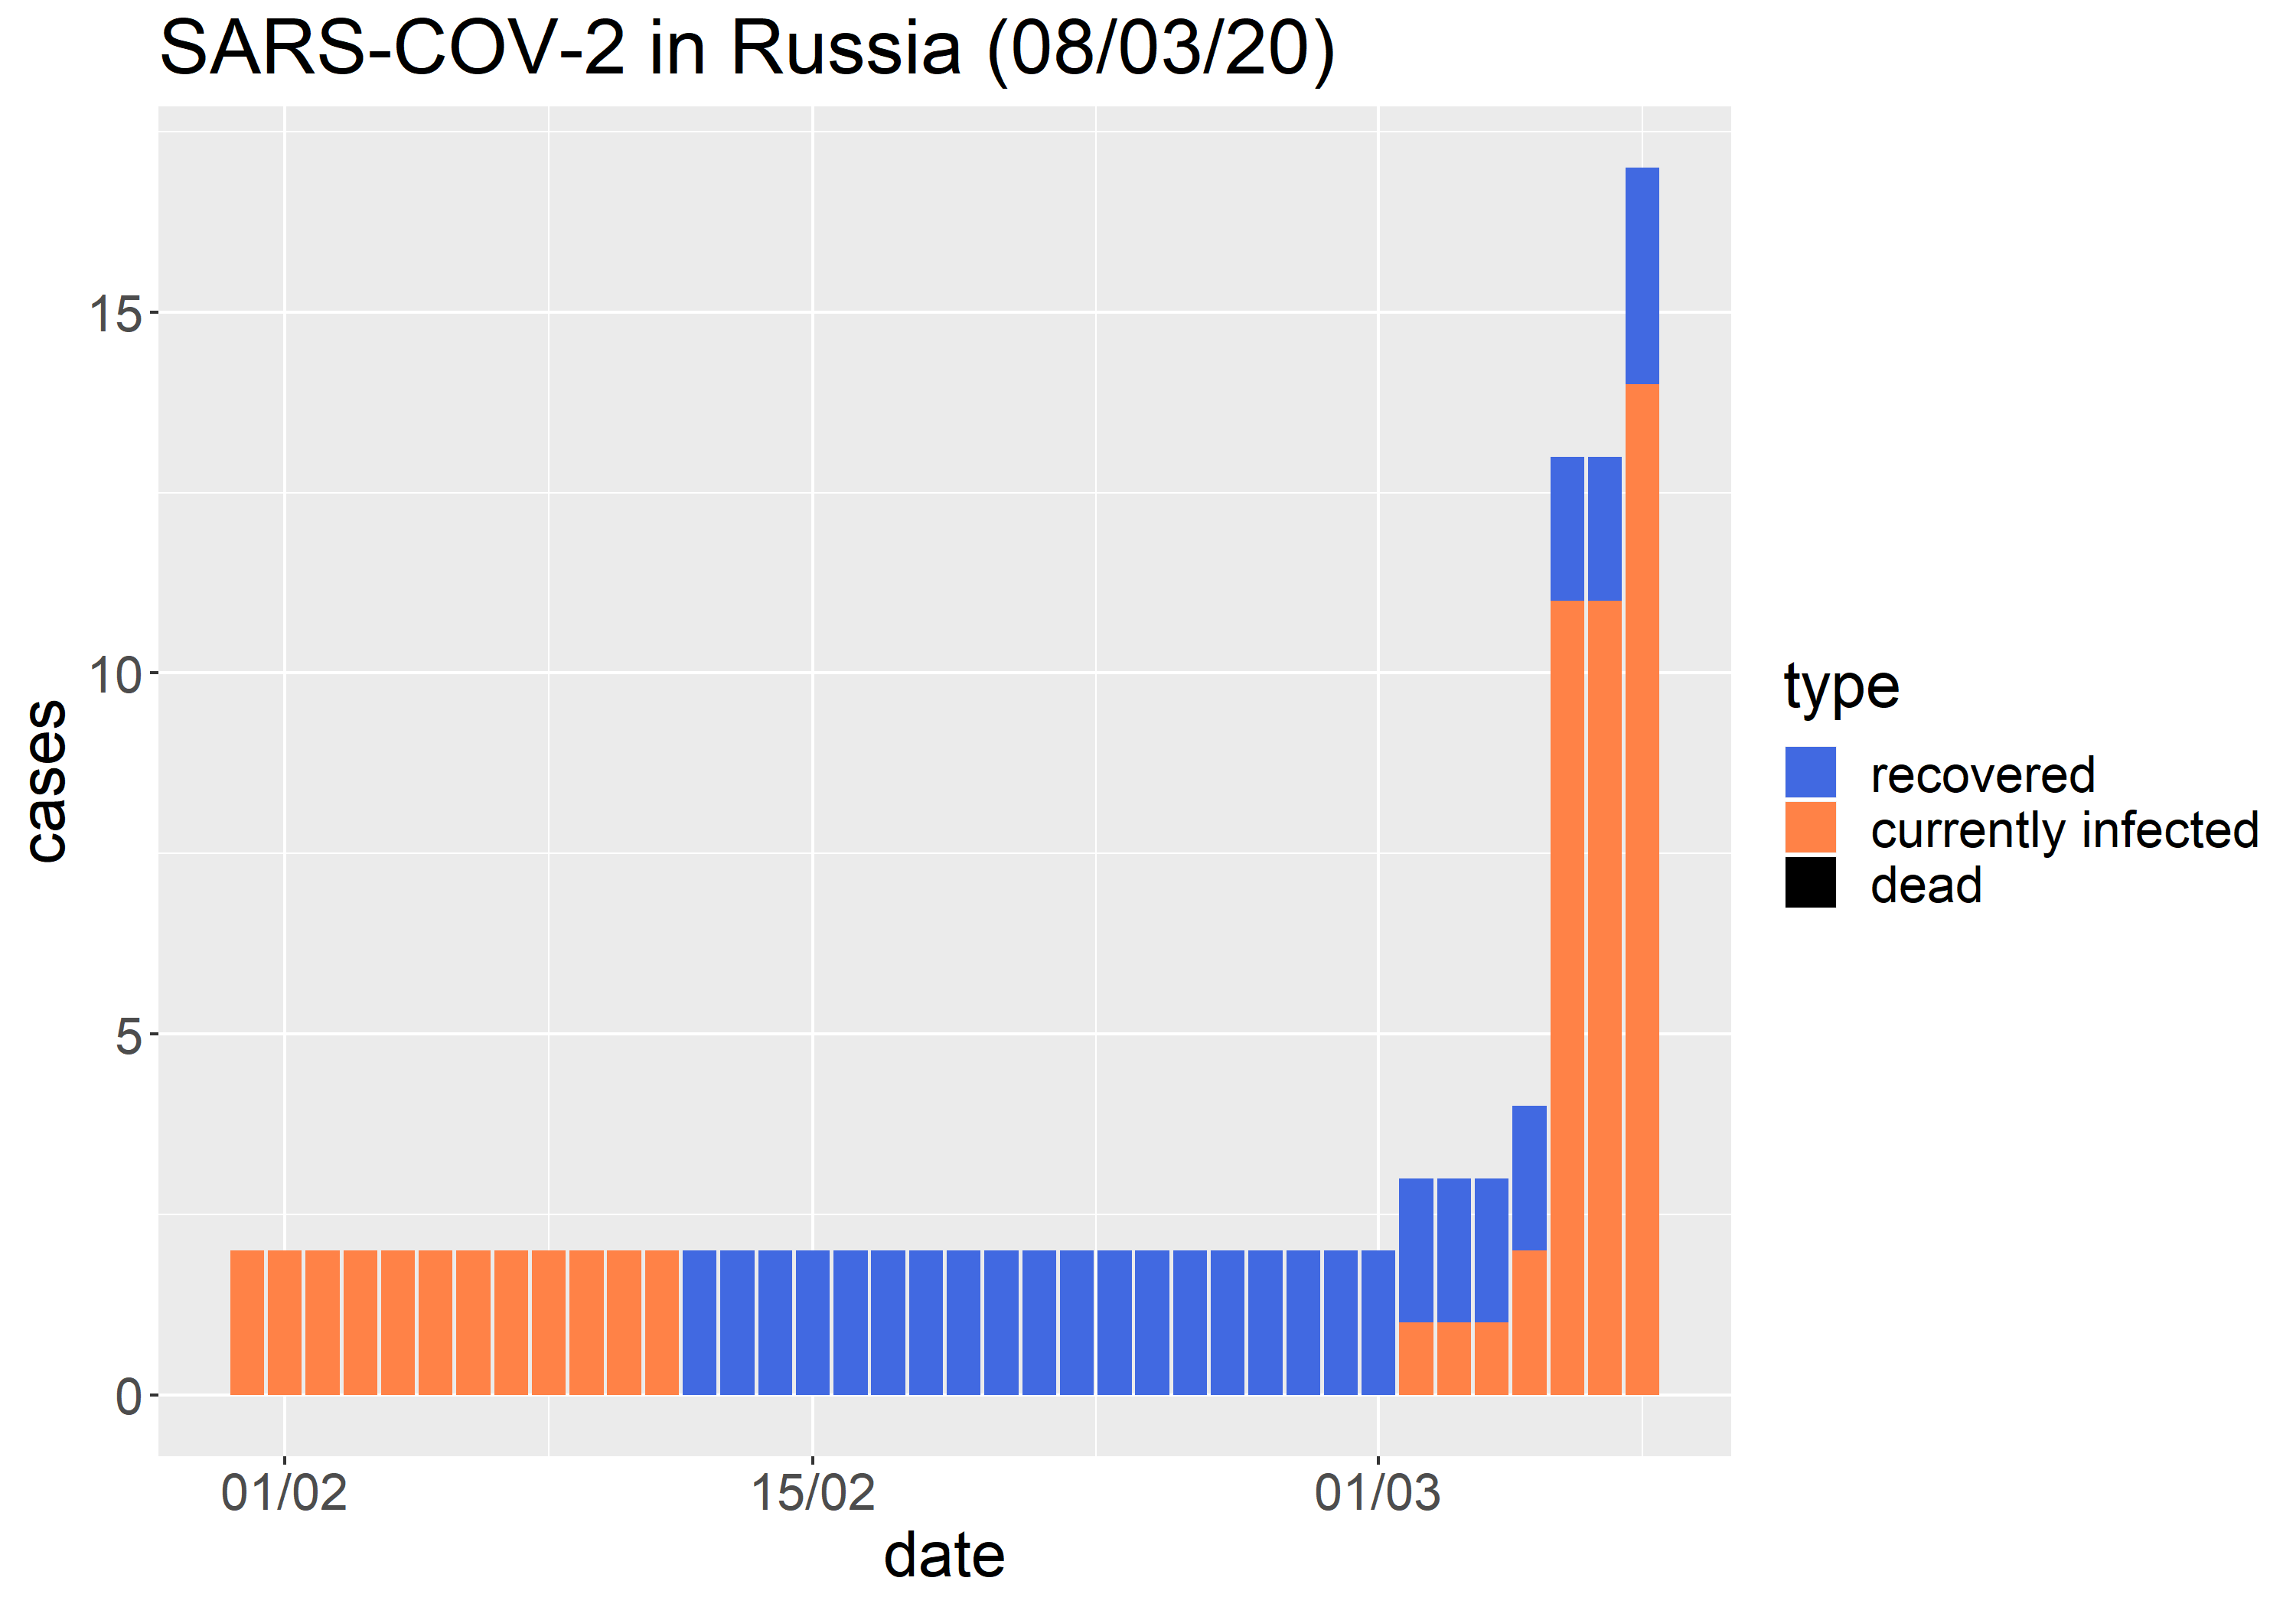 SARS-COV-2 in Russia (08/03/20)
15
10
5
0
cases
01/02
15/02
01/03
date
type
recovered
currently infected
dead